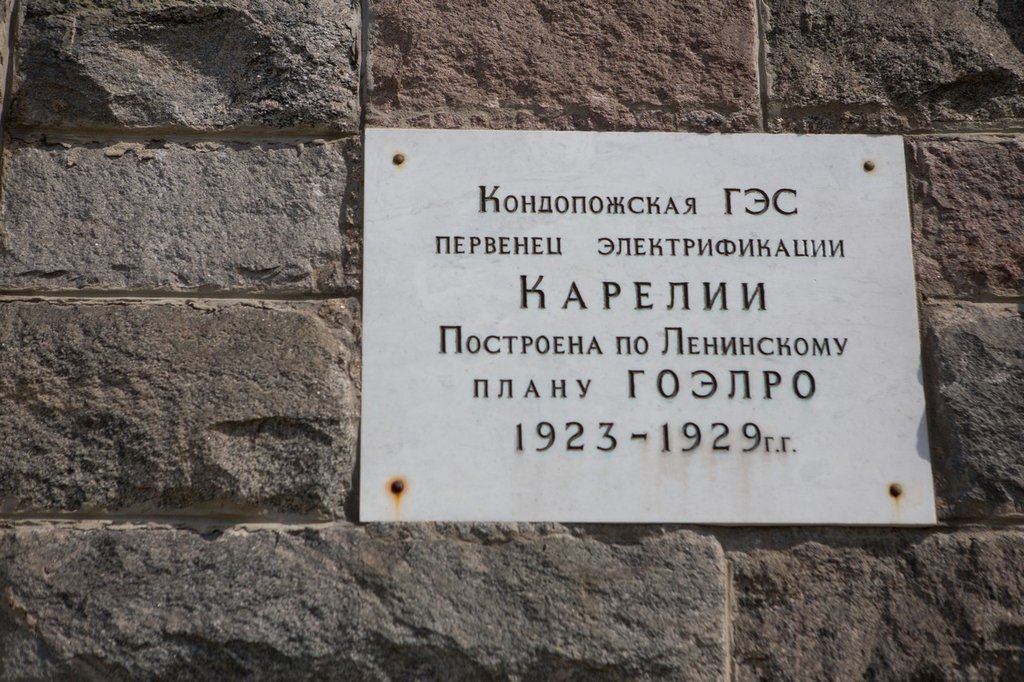 Кондопожская ГЭС
первенец электрификации
Карелии
Построена по Ленинскому
плану ГОЭЛРО
1923-1929г.г.